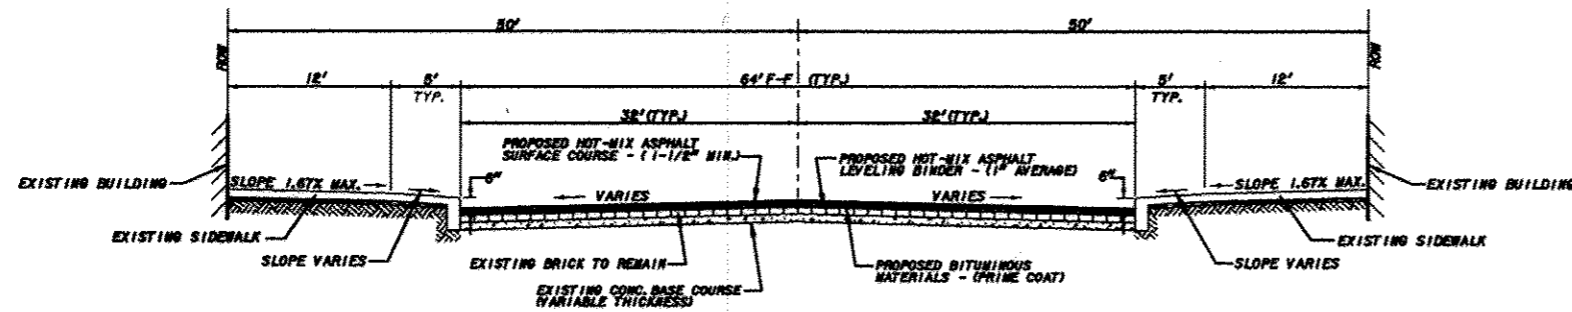 50' 50'
ROW ROW
12' 5' 64' F-F (TYP.) 5' 12'
TYP. TYP.
32' (TYP.) 32' (TYP.)
PROPOSED HOT-MIX ASPHALT
SURFACE COURSE - (1-1/2" MIN.)
PROPOSED HOT-MIX ASPHALT
LEVELING BINDER - (1" AVERAGE)
EXISTING BUILDING
SLOPE 1.67% MAX.
6"
VARIES
VARIES
6"
SLOPE 1.67% MAX.
EXISTING BUILDING
EXISTING SIDEWALK
SLOPE VARIES
EXISTING BRICK TO REMAIN
EXISTING CONC. BASE COURSE
(VARIABLE THICKNESS)
PROPOSED BITUMINOUS
MATERIALS - (PRIME COAT)
SLOPE VARIES
EXISTING SIDEWALK